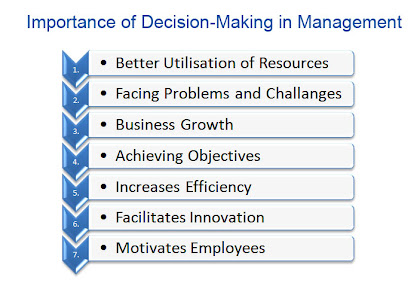 Importance of Decision-Making in Management
1. • Better Utilisation of Resources
2. • Facing Problems and Challanges
3. • Business Growth
4. • Achieving Objectives
5. • Increases Efficiency
6. • Facilitates Innovation
7. • Motivates Employees